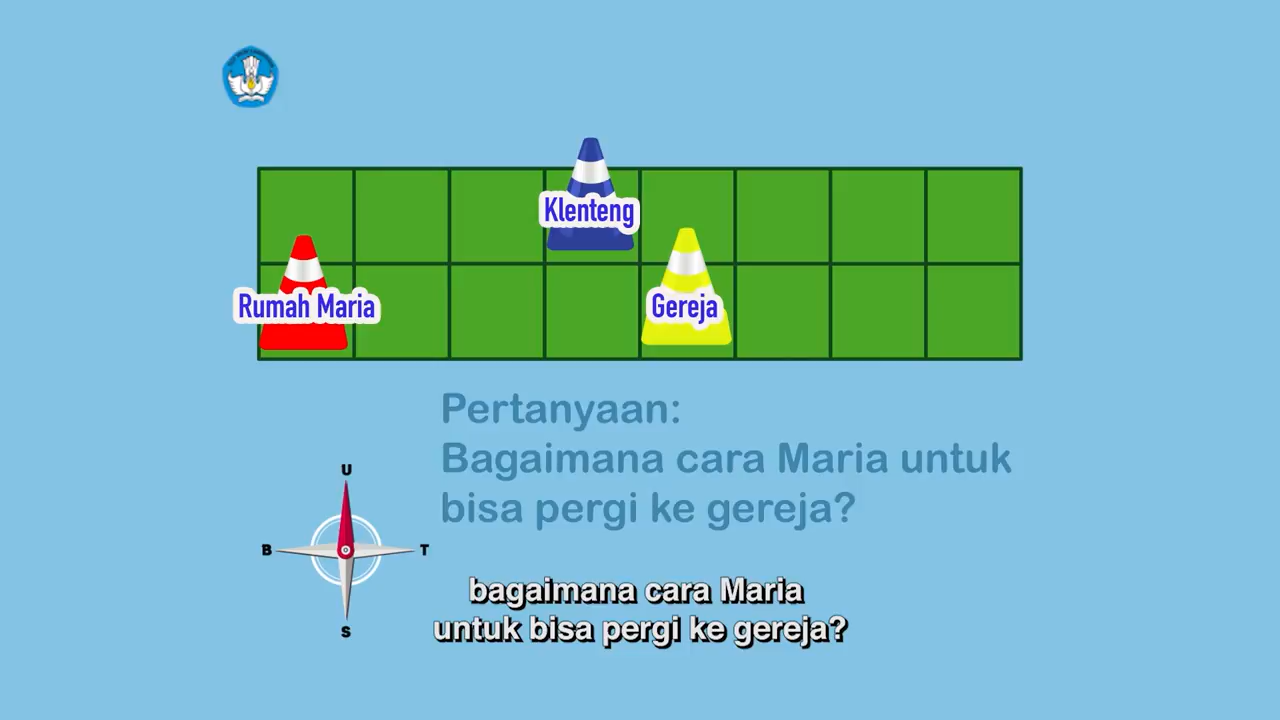 Klenteng
Rumah Maria
Gereja
Pertanyaan:
Bagaimana cara Maria untuk
bisa pergi ke gereja?
U
B
T
S
bagaimana cara Maria
untuk bisa pergi ke gereja?